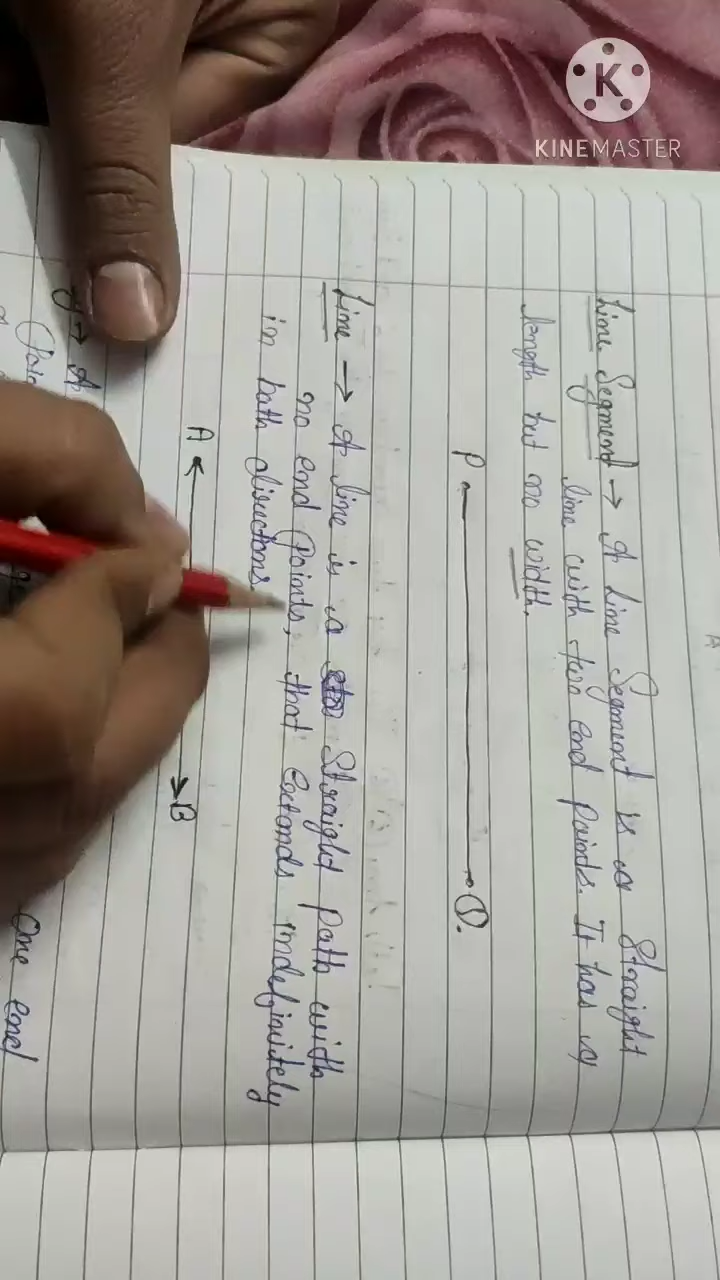 K
KINEMASTER
Line Segment → A Line Segment is a Straight
line with two end Points. It has a
length but no width.
P Q.
Line → A line is a Straight Path with
no end Points, that Extends indefinitely
in both directions.
A B
y → A
One end